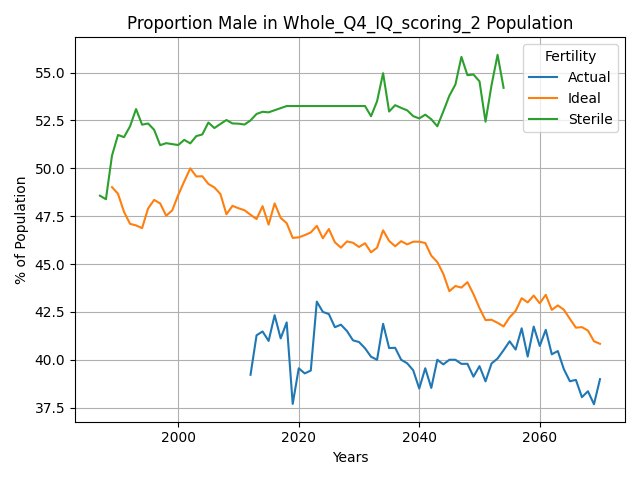 Proportion Male in Whole_Q4_IQ_scoring_2 Population
Fertility
Actual
Ideal
Sterile
% of Population
55.0
52.5
50.0
47.5
45.0
42.5
40.0
37.5
2000
2020
2040
2060
Years